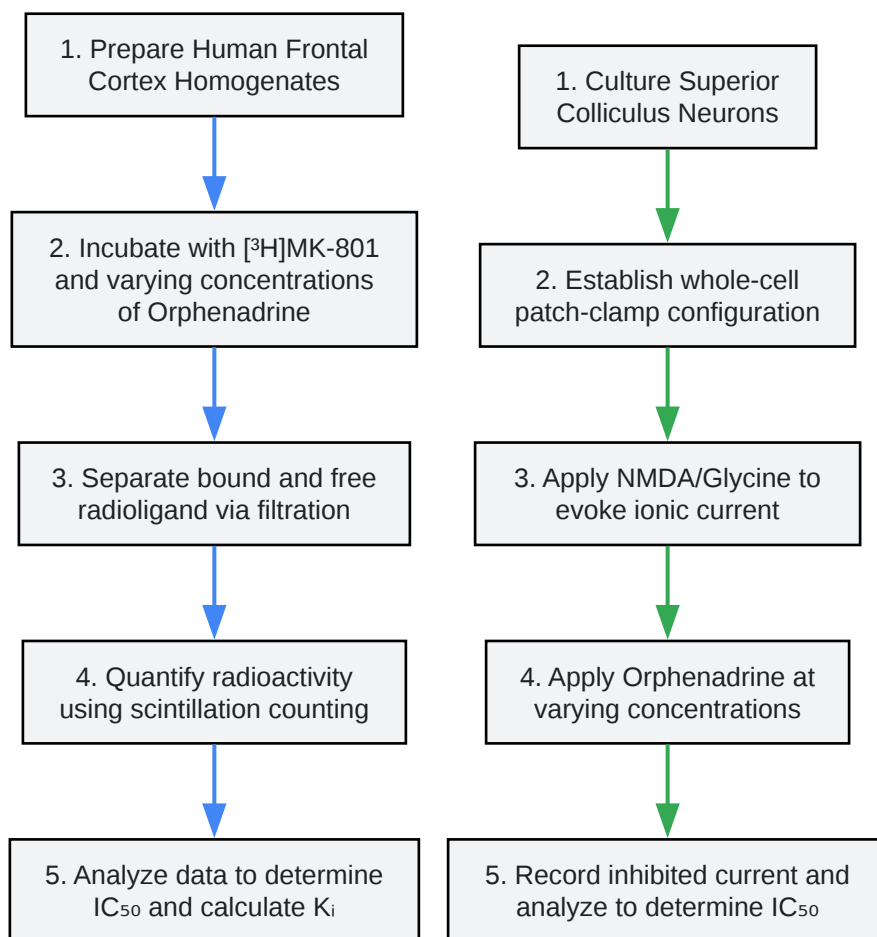 1. Prepare Human Frontal
Cortex Homogenates
2. Incubate with [³H]MK-801
and varying concentrations
of Orphenadrine
3. Separate bound and free
radioligand via filtration
4. Quantify radioactivity
using scintillation counting
5. Analyze data to determine
IC₅₀ and calculate Kᵢ
1. Culture Superior
Colliculus Neurons
2. Establish whole-cell
patch-clamp configuration
3. Apply NMDA/Glycine to
evoke ionic current
4. Apply Orphenadrine at
varying concentrations
5. Record inhibited current and
analyze to determine IC₅₀